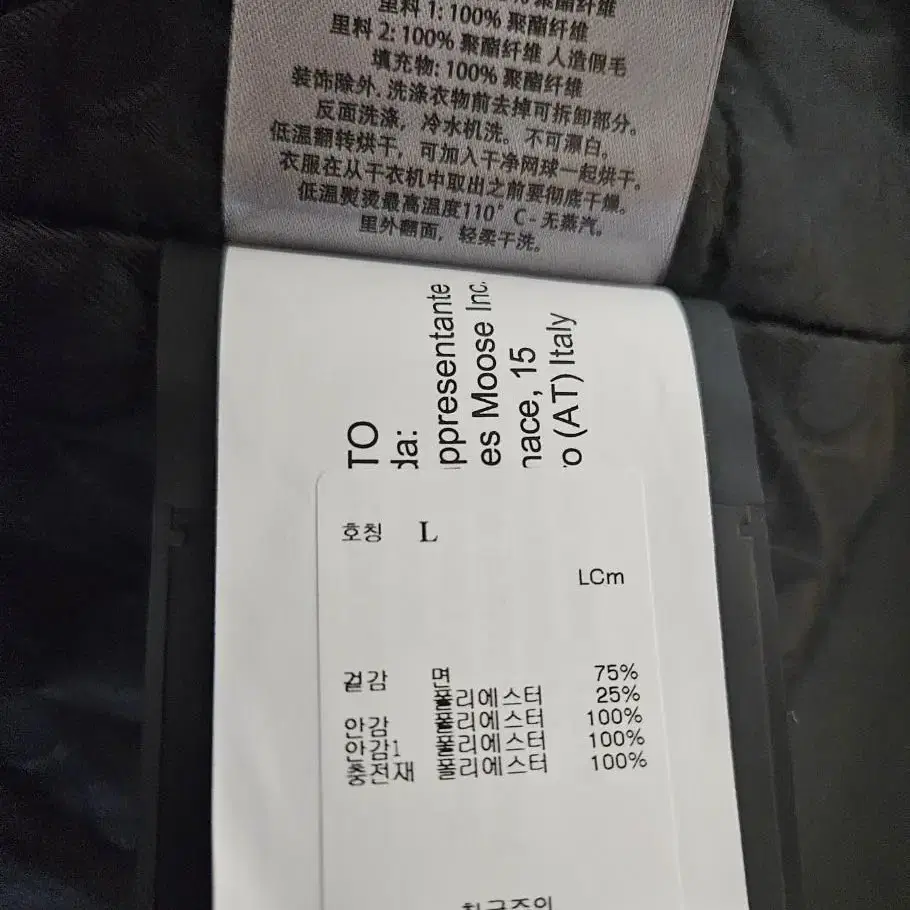 聚酯纤维
里料 1: 100% 聚酯纤维
里料 2: 100% 聚酯纤维 人造假毛
填充物: 100% 聚酯纤维
装饰除外. 洗涤衣物前去掉可拆卸部分。
反面洗涤，冷水机洗。不可漂白。
低温翻转烘干，可加入干净网球一起烘干。
衣服在从干衣机中取出之前要彻底干燥。
低温熨烫最高温度110°C - 无蒸汽。
里外翻面，轻柔干洗。
TO
da:
ppresentante
es Moose Inc.
nace, 15
o (AT) Italy
호칭 L
LCm
겉감 면 75%
폴리에스터 25%
안감 폴리에스터 100%
안감1 폴리에스터 100%
충전재 폴리에스터 100%
취급주의